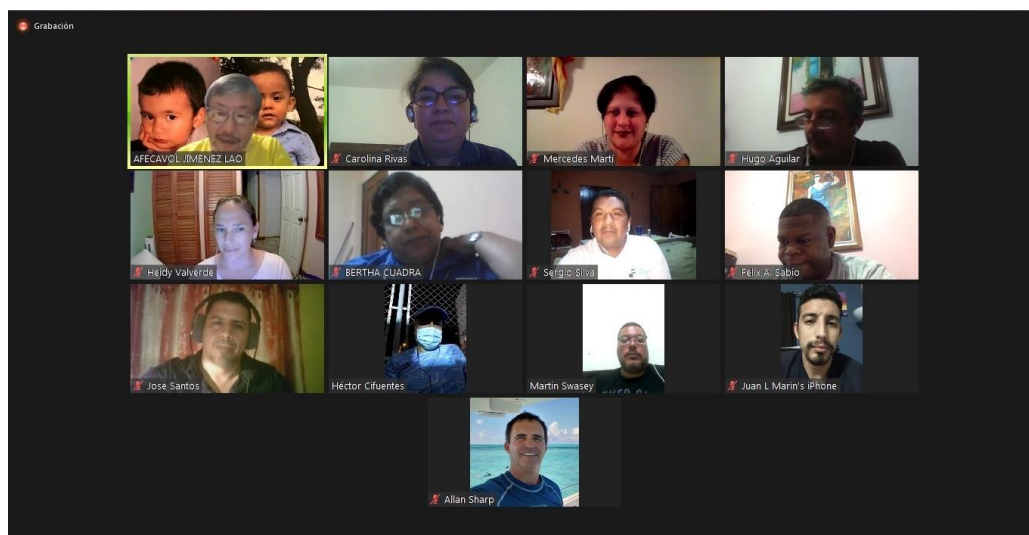 Grabación
AFECAVOL JIMENEZ LAO
Carolina Rivas
Mercedes Martí
Hugo Aguilar
Heidy Valverde
BERTHA CUADRA
Sergio Silva
Felix A. Sabio
Jose Santos
Héctor Cifuentes
Martin Swasey
Juan L Marin's iPhone
Allan Sharp